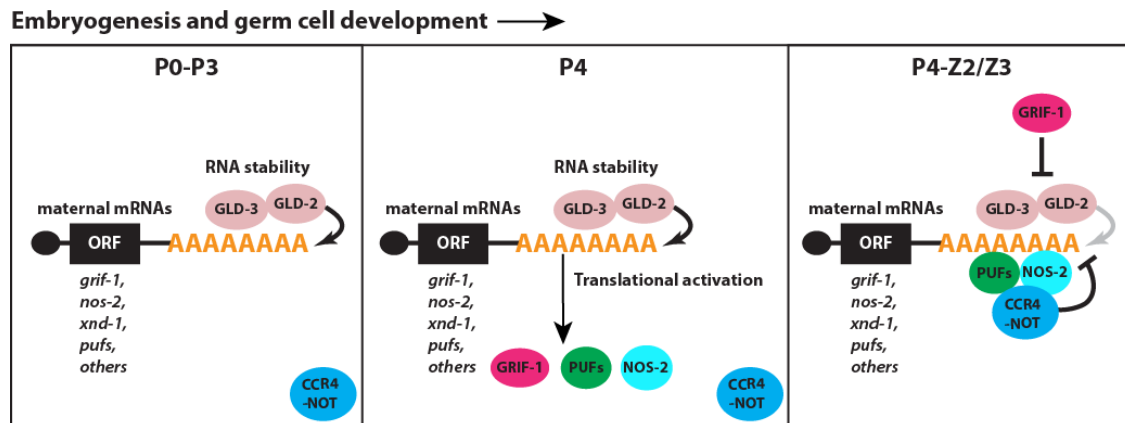 Embryogenesis and germ cell development
P0-P3
RNA stability
GLD-3
GLD-2
maternal mRNAs
ORF
AAAAAAAA
grif-1,
nos-2,
xnd-1,
pufs,
others
CCR4
-NOT
P4
RNA stability
GLD-3
GLD-2
maternal mRNAs
ORF
AAAAAAAA
grif-1,
nos-2,
xnd-1,
pufs,
others
Translational activation
GRIF-1
PUFs
NOS-2
CCR4
-NOT
P4-Z2/Z3
GRIF-1
GLD-3
GLD-2
maternal mRNAs
ORF
AAAAAAAA
grif-1,
nos-2,
xnd-1,
pufs,
others
PUFs
NOS-2
CCR4
-NOT